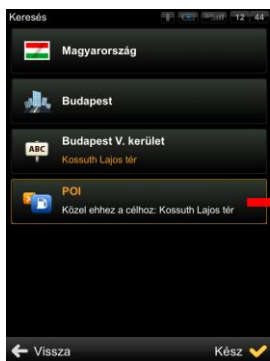 Keresés 12 : 44
Magyarország
Budapest
ABC
Budapest V. kerület
Kossuth Lajos tér
POI
Közel ehhez a célhoz: Kossuth Lajos tér
Vissza Kész